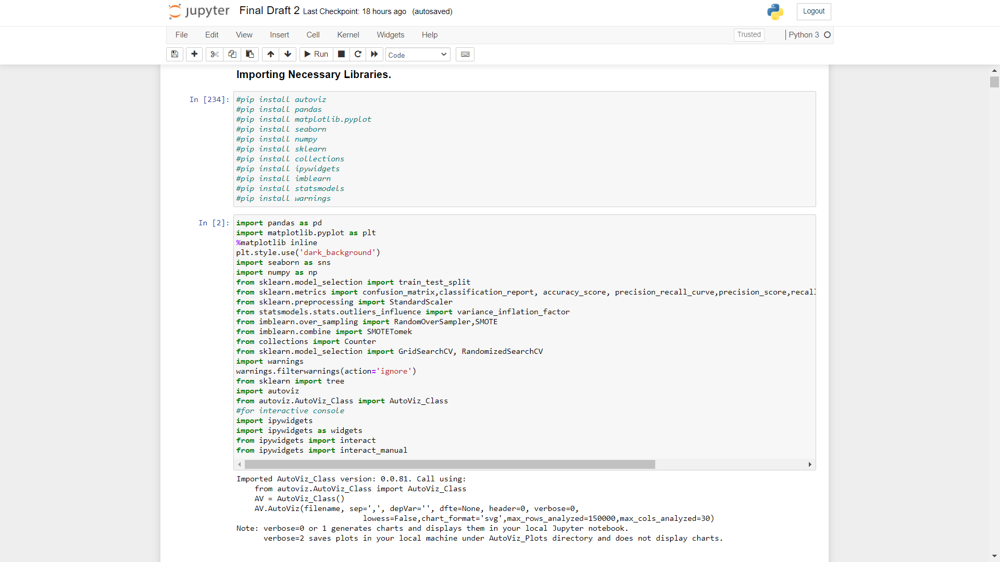 jupyter Final Draft 2 Last Checkpoint: 18 hours ago (autosaved) Logout
File Edit View Insert Cell Kernel Widgets Help Trusted Python 3
Run Code
Importing Necessary Libraries.
In [234]: #pip install autoviz
#pip install pandas
#pip install matplotlib.pyplot
#pip install seaborn
#pip install numpy
#pip install sklearn
#pip install collections
#pip install ipywidgets
#pip install imblearn
#pip install statsmodels
#pip install warnings
In [2]: import pandas as pd
import matplotlib.pyplot as plt
%matplotlib inline
plt.style.use('dark_background')
import seaborn as sns
import numpy as np
from sklearn.model_selection import train_test_split
from sklearn.metrics import confusion_matrix,classification_report, accuracy_score, precision_recall_curve,precision_score,recall
from sklearn.preprocessing import StandardScaler
from statsmodels.stats.outliers_influence import variance_inflation_factor
from imblearn.over_sampling import RandomOverSampler,SMOTE
from imblearn.combine import SMOTETomek
from collections import Counter
from sklearn.model_selection import GridSearchCV, RandomizedSearchCV
import warnings
warnings.filterwarnings(action='ignore')
from sklearn import tree
import autoviz
from autoviz.AutoViz_Class import AutoViz_Class
#for interactive console
import ipywidgets
import ipywidgets as widgets
from ipywidgets import interact
from ipywidgets import interact_manual
Imported AutoViz_Class version: 0.0.81. Call using:
    from autoviz.AutoViz_Class import AutoViz_Class
    AV = AutoViz_Class()
    AV.AutoViz(filename, sep=',', depVar='', dfte=None, header=0, verbose=0,
                            lowess=False,chart_format='svg',max_rows_analyzed=150000,max_cols_analyzed=30)
Note: verbose=0 or 1 generates charts and displays them in your local Jupyter notebook.
      verbose=2 saves plots in your local machine under AutoViz_Plots directory and does not display charts.